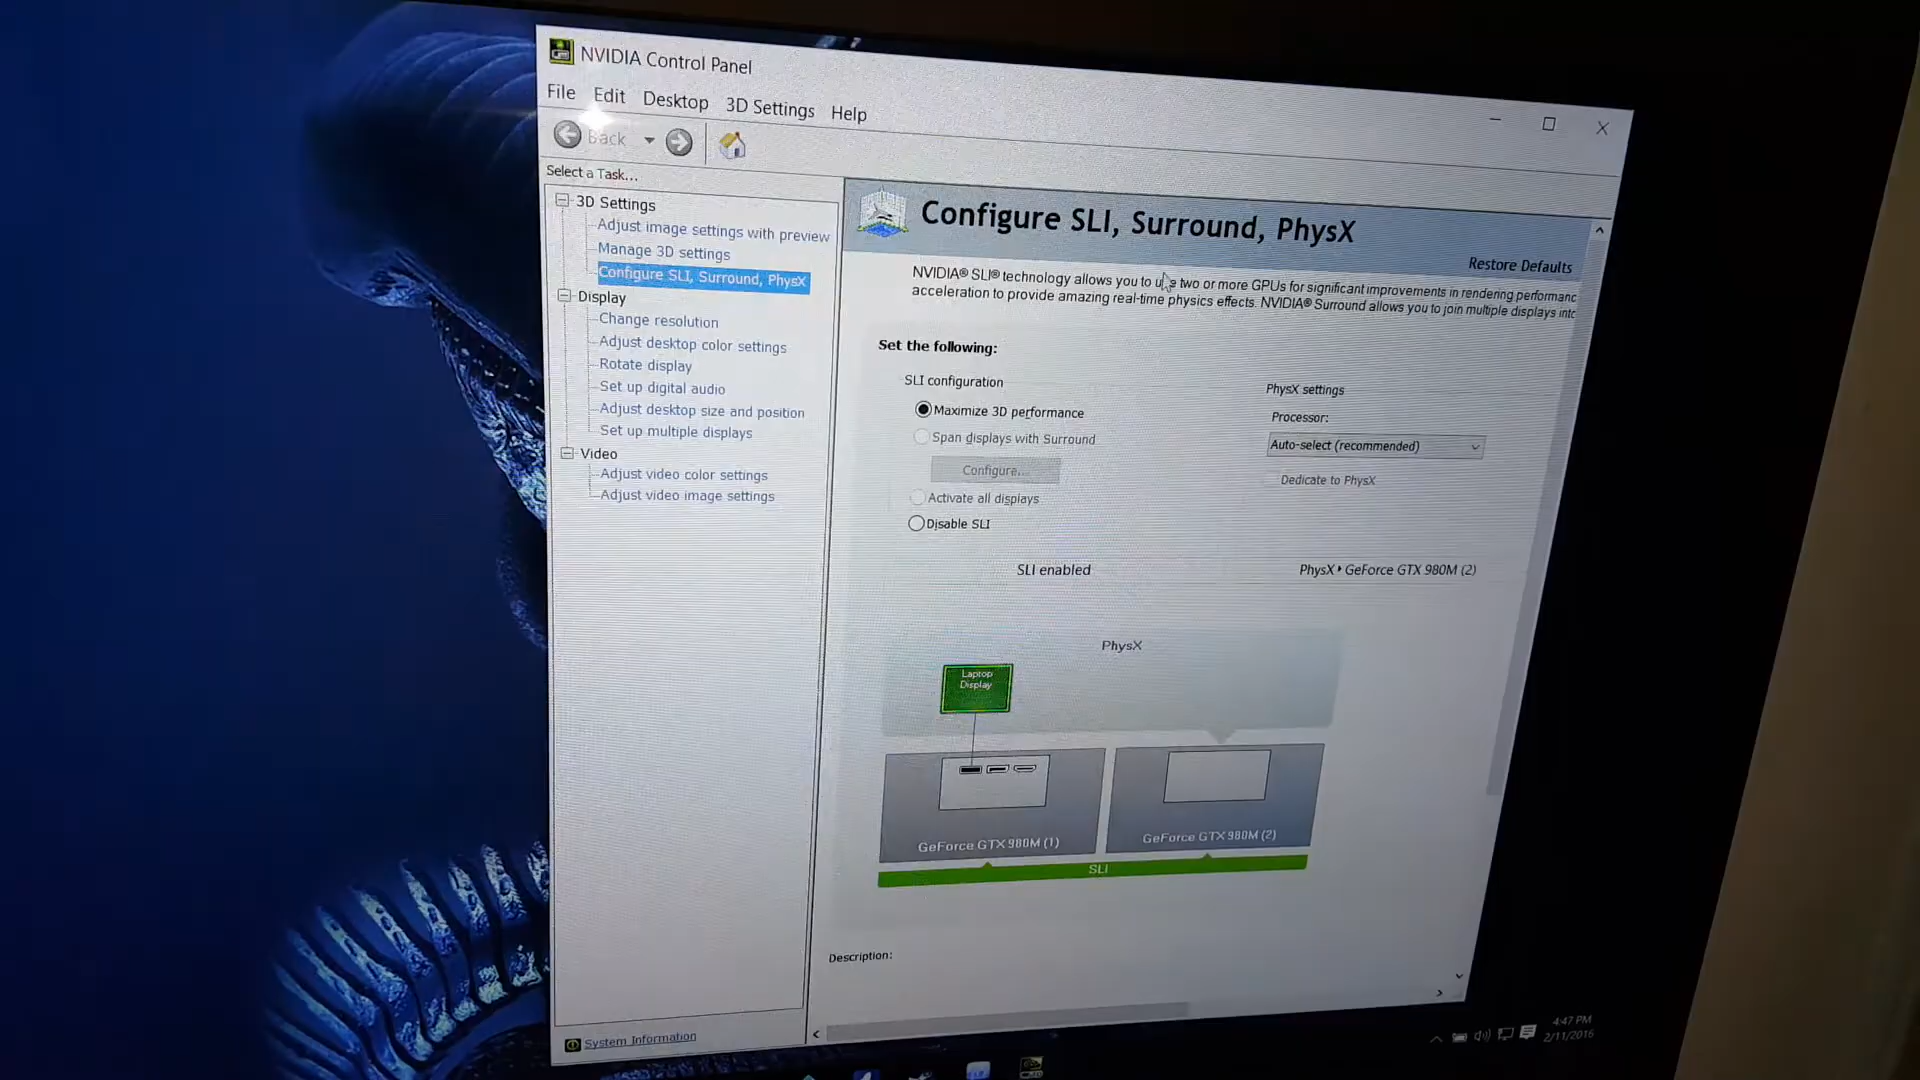 NVIDIA Control Panel
File Edit Desktop 3D Settings Help
Back
Select a Task...
3D Settings
Adjust image settings with preview
Manage 3D settings
Configure SLI, Surround, PhysX
Display
Change resolution
Adjust desktop color settings
Rotate display
Set up digital audio
Adjust desktop size and position
Set up multiple displays
Video
Adjust video color settings
Adjust video image settings
System Information
Configure SLI, Surround, PhysX
Restore Defaults
NVIDIA® SLI® technology allows you to use two or more GPUs for significant improvements in rendering performanc
acceleration to provide amazing real-time physics effects. NVIDIA® Surround allows you to join multiple displays into
Set the following:
SLI configuration
Maximize 3D performance
Span displays with Surround
Configure...
Activate all displays
Disable SLI
PhysX settings
Processor:
Auto-select (recommended)
Dedicate to PhysX
SLI enabled
PhysX GeForce GTX 980M (2)
PhysX
Laptop
Display
GeForce GTX 980M (1)
GeForce GTX 980M (2)
SLI
Description:
4:47 PM
2/11/2016